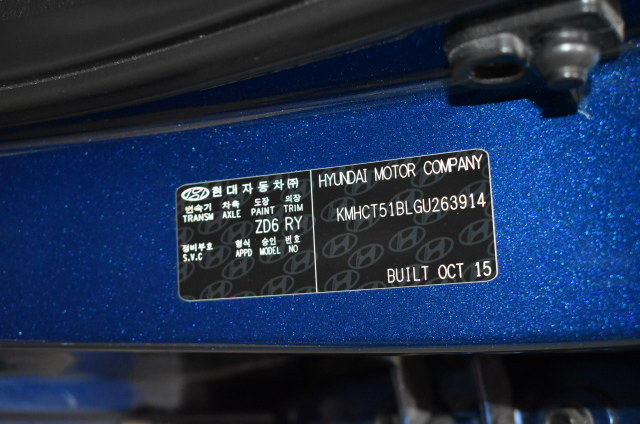 현대자동차㈜
변속기 차축 도장 의장
TRANSM AXLE PAINT TRIM
ZD6 RY
정비부호 형식 승인 번호
S.V.C APPD MODEL NO
HYUNDAI MOTOR COMPANY
KMHCT51BLGU263914
BUILT OCT 15